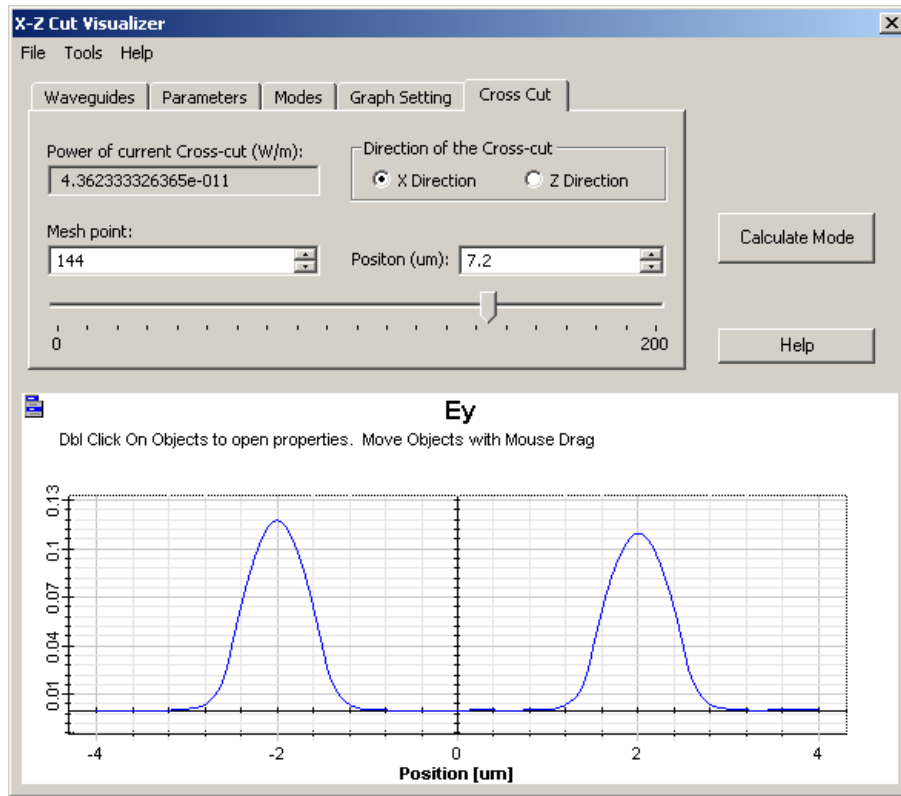 X-Z Cut Visualizer
File Tools Help
Waveguides Parameters Modes Graph Setting Cross Cut
Power of current Cross-cut (W/m):
4.362333326365e-011
Direction of the Cross-cut
X Direction Z Direction
Mesh point:
144
Positon (um): 7.2
0 200
Calculate Mode
Help
Ey
Dbl Click On Objects to open properties. Move Objects with Mouse Drag
0.13
0.1
0.07
0.04
0.01
-4 -2 0 2 4
Position [um]